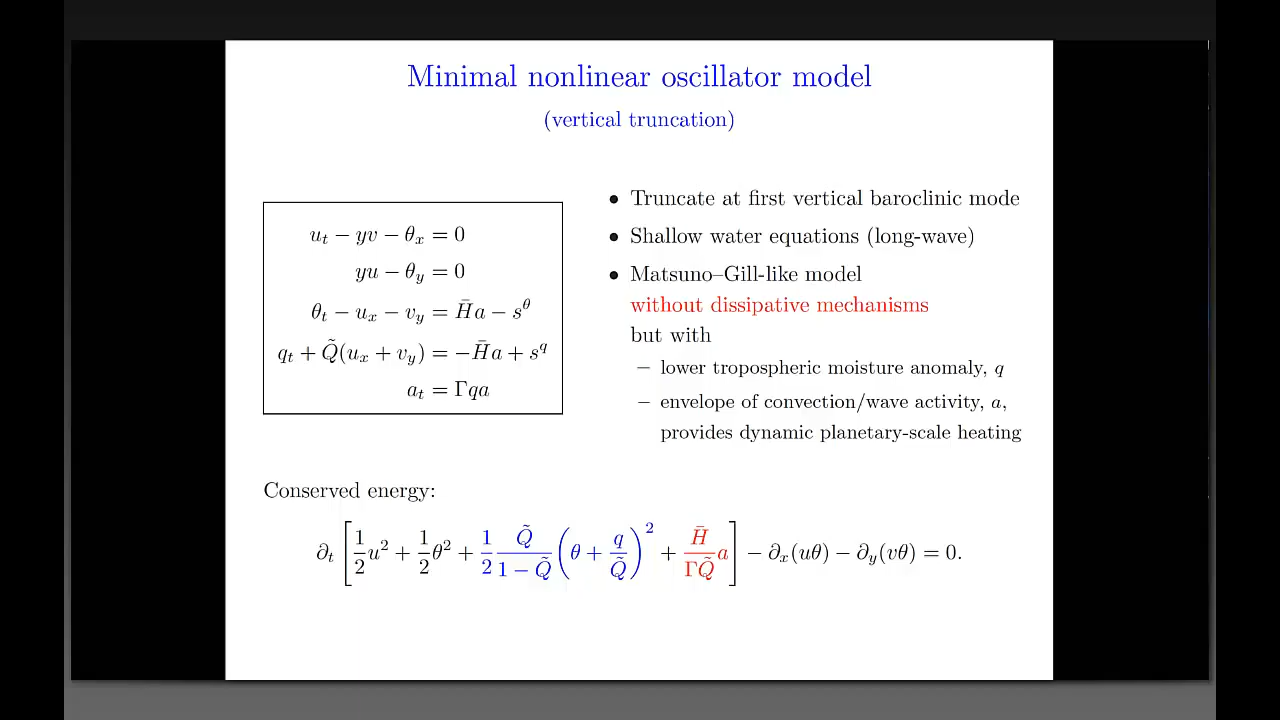 Minimal nonlinear oscillator model
(vertical truncation)
u_t − yv − θ_x = 0
yu − θ_y = 0
θ_t − u_x − v_y = H̄a − s^θ
q_t + Q̃(u_x + v_y) = −H̄a + s^q
a_t = Γqa
• Truncate at first vertical baroclinic mode
• Shallow water equations (long-wave)
• Matsuno–Gill-like model
without dissipative mechanisms
but with
– lower tropospheric moisture anomaly, q
– envelope of convection/wave activity, a,
provides dynamic planetary-scale heating
Conserved energy:
∂_t [ 1/2 u² + 1/2 θ² + 1/2 Q̃/(1 − Q̃) (θ + q/Q̃)² + H̄/(ΓQ̃) a ] − ∂_x(uθ) − ∂_y(vθ) = 0.